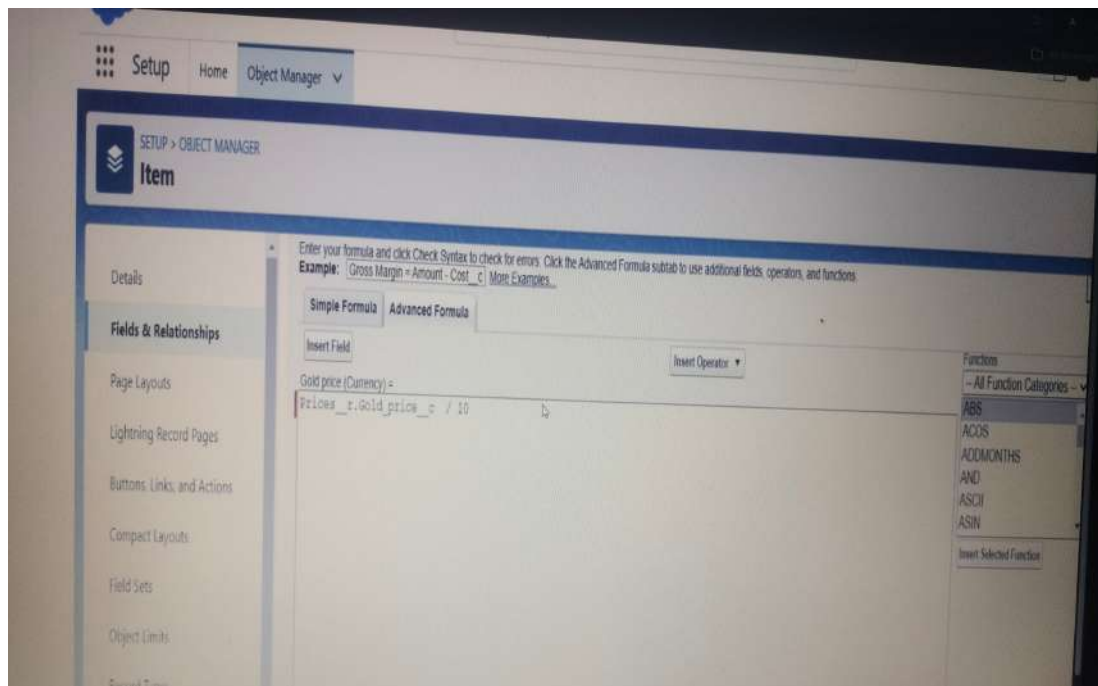 Setup
Home
Object Manager
SETUP > OBJECT MANAGER
Item
Details
Fields & Relationships
Page Layouts
Lightning Record Pages
Buttons, Links, and Actions
Compact Layouts
Field Sets
Object Limits
Enter your formula and click Check Syntax to check for errors. Click the Advanced Formula subtab to use additional fields, operators, and functions.
Example: Gross Margin = Amount - Cost__c More Examples...
Simple Formula Advanced Formula
Insert Field
Insert Operator
Gold price (Currency) =
Prices__r.Gold_price__c / 10
Functions
-- All Function Categories --
ABS
ACOS
ADDMONTHS
AND
ASCII
ASIN
Insert Selected Function